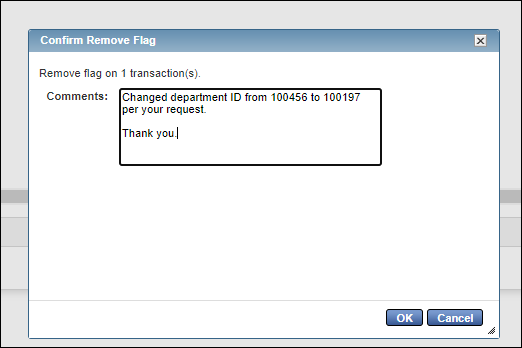 Confirm Remove Flag
Remove flag on 1 transaction(s).
Comments:
Changed department ID from 100456 to 100197
per your request.
Thank you.
OK
Cancel